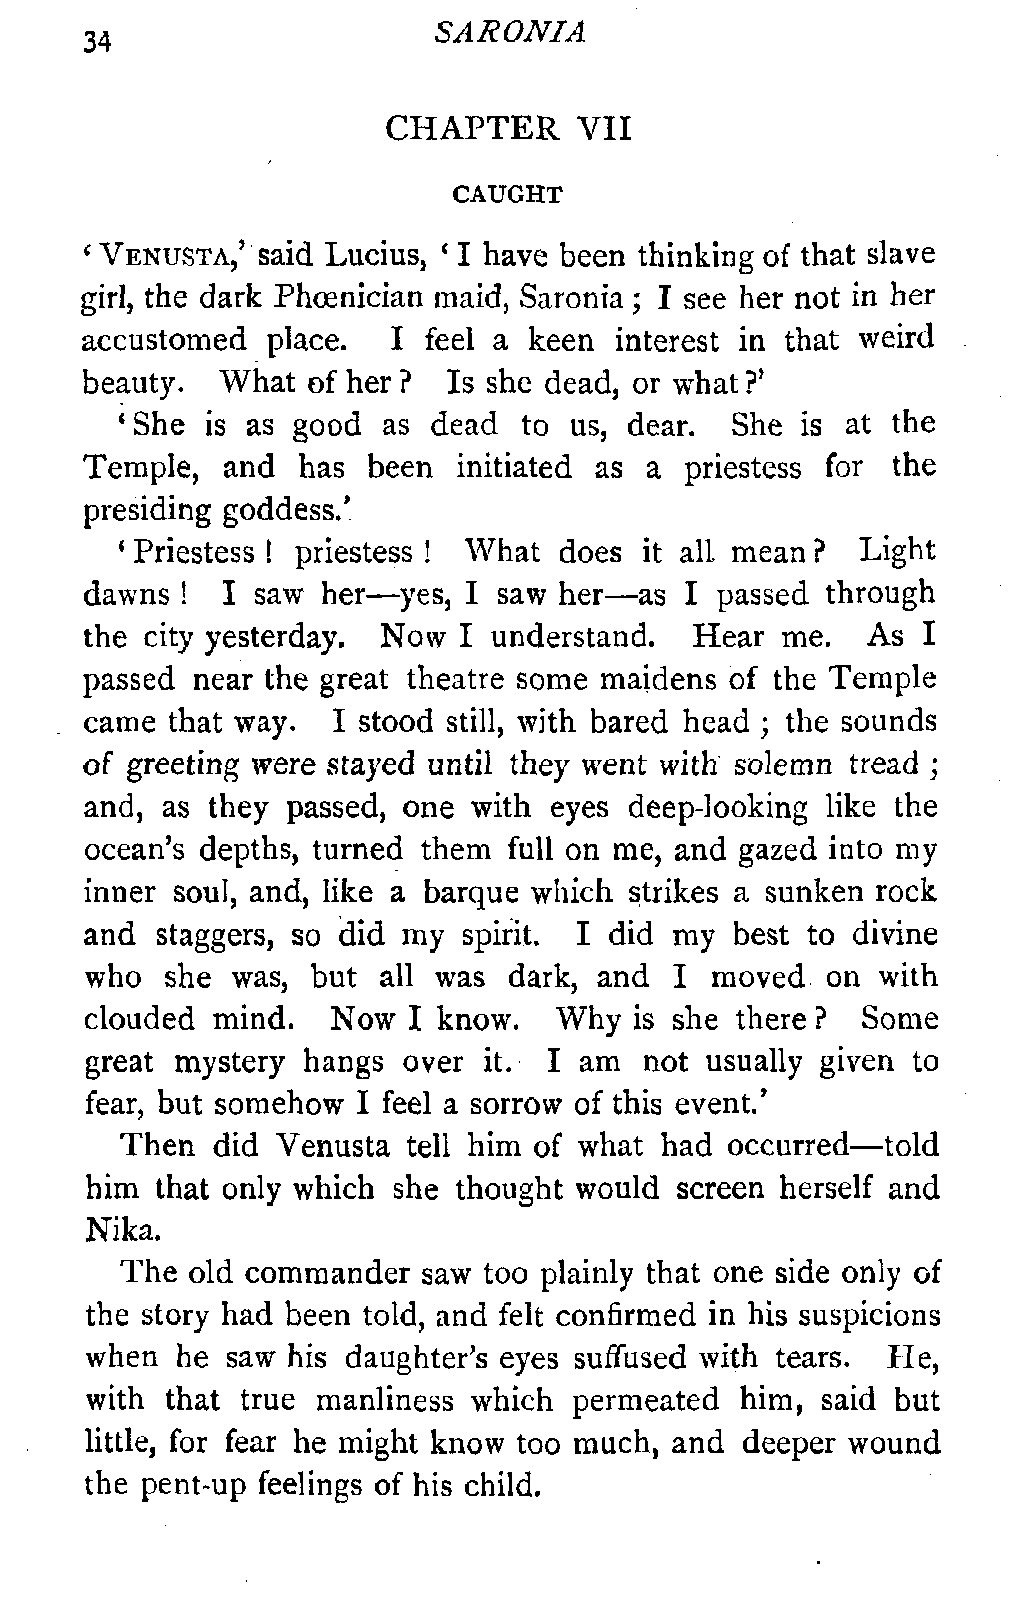 34
SARONIA
CHAPTER VII
CAUGHT
‘VENUSTA,’ said Lucius, ‘I have been thinking of that slave
girl, the dark Phœnician maid, Saronia; I see her not in her
accustomed place. I feel a keen interest in that weird
beauty. What of her? Is she dead, or what?’
‘She is as good as dead to us, dear. She is at the
Temple, and has been initiated as a priestess for the
presiding goddess.’
‘Priestess! priestess! What does it all mean? Light
dawns! I saw her—yes, I saw her—as I passed through
the city yesterday. Now I understand. Hear me. As I
passed near the great theatre some maidens of the Temple
came that way. I stood still, with bared head; the sounds
of greeting were stayed until they went with solemn tread;
and, as they passed, one with eyes deep-looking like the
ocean’s depths, turned them full on me, and gazed into my
inner soul, and, like a barque which strikes a sunken rock
and staggers, so did my spirit. I did my best to divine
who she was, but all was dark, and I moved on with
clouded mind. Now I know. Why is she there? Some
great mystery hangs over it. I am not usually given to
fear, but somehow I feel a sorrow of this event.’
Then did Venusta tell him of what had occurred—told
him that only which she thought would screen herself and
Nika.
The old commander saw too plainly that one side only of
the story had been told, and felt confirmed in his suspicions
when he saw his daughter’s eyes suffused with tears. He,
with that true manliness which permeated him, said but
little, for fear he might know too much, and deeper wound
the pent-up feelings of his child.